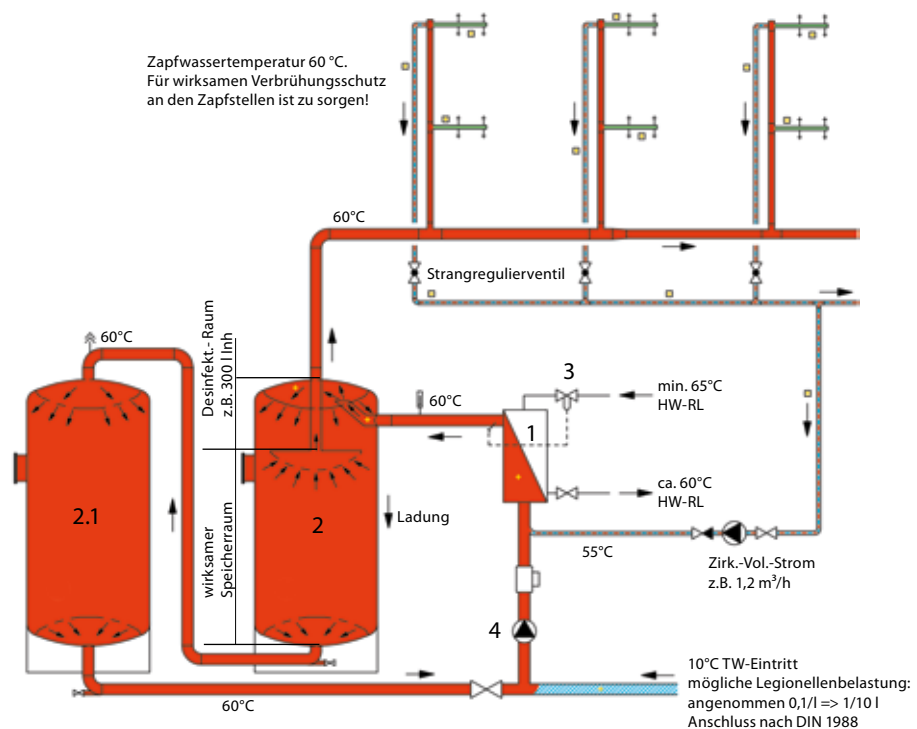 Zapfwassertemperatur 60 °C.
Für wirksamen Verbrühungsschutz
an den Zapfstellen ist zu sorgen!
60°C
Strangregulierventil
60°C
Desinfekt.- Raum
z.B. 300 l Inh
3
60°C
min. 65°C
HW-RL
1
ca. 60°C
HW-RL
2.1
2
Ladung
wirksamer
Speicherraum
55°C
Zirk.-Vol.-Strom
z.B. 1,2 m³/h
4
10°C TW-Eintritt
mögliche Legionellenbelastung:
angenommen 0,1/l => 1/10 l
Anschluss nach DIN 1988
60°C